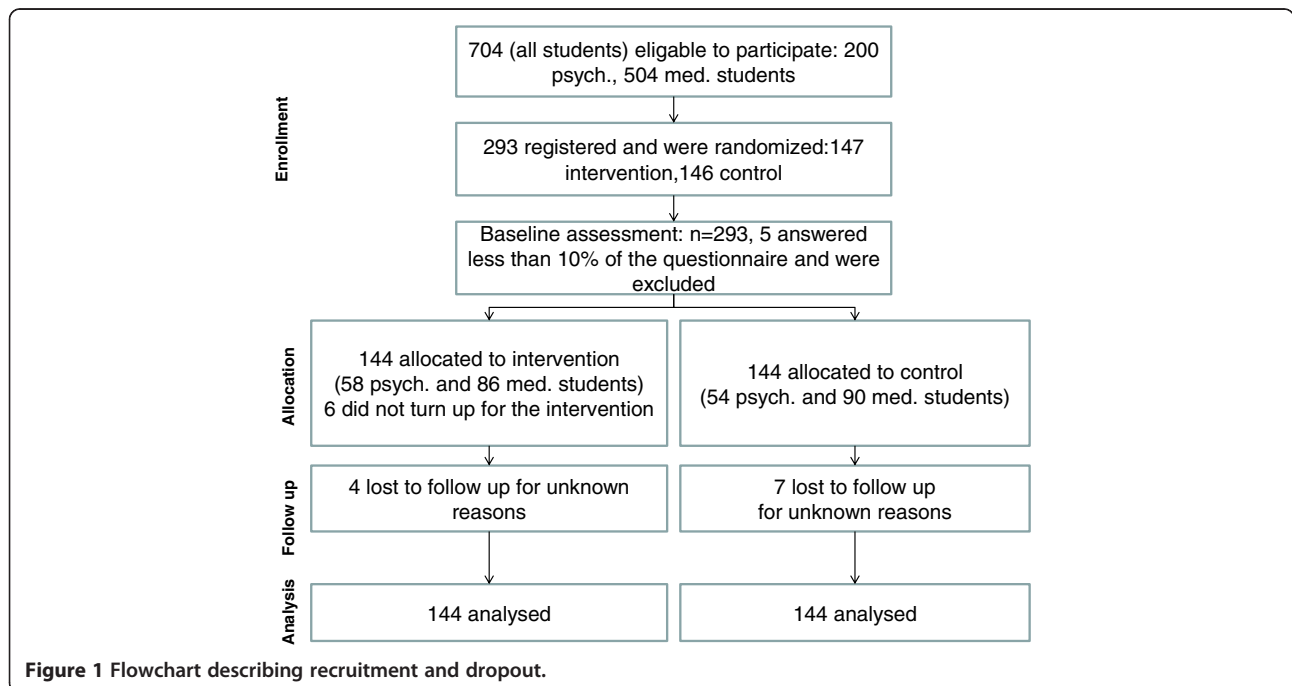 704 (all students) eligable to participate: 200
psych., 504 med. students
Enrollment
293 registered and were randomized:147
intervention,146 control
Baseline assessment: n=293, 5 answered
less than 10% of the questionnaire and were
excluded
Allocation
144 allocated to intervention
(58 psych. and 86 med. students)
6 did not turn up for the intervention
144 allocated to control
(54 psych. and 90 med. students)
Follow up
4 lost to follow up for unknown
reasons
7 lost to follow up
for unknown reasons
Analysis
144 analysed
144 analysed
Figure 1 Flowchart describing recruitment and dropout.